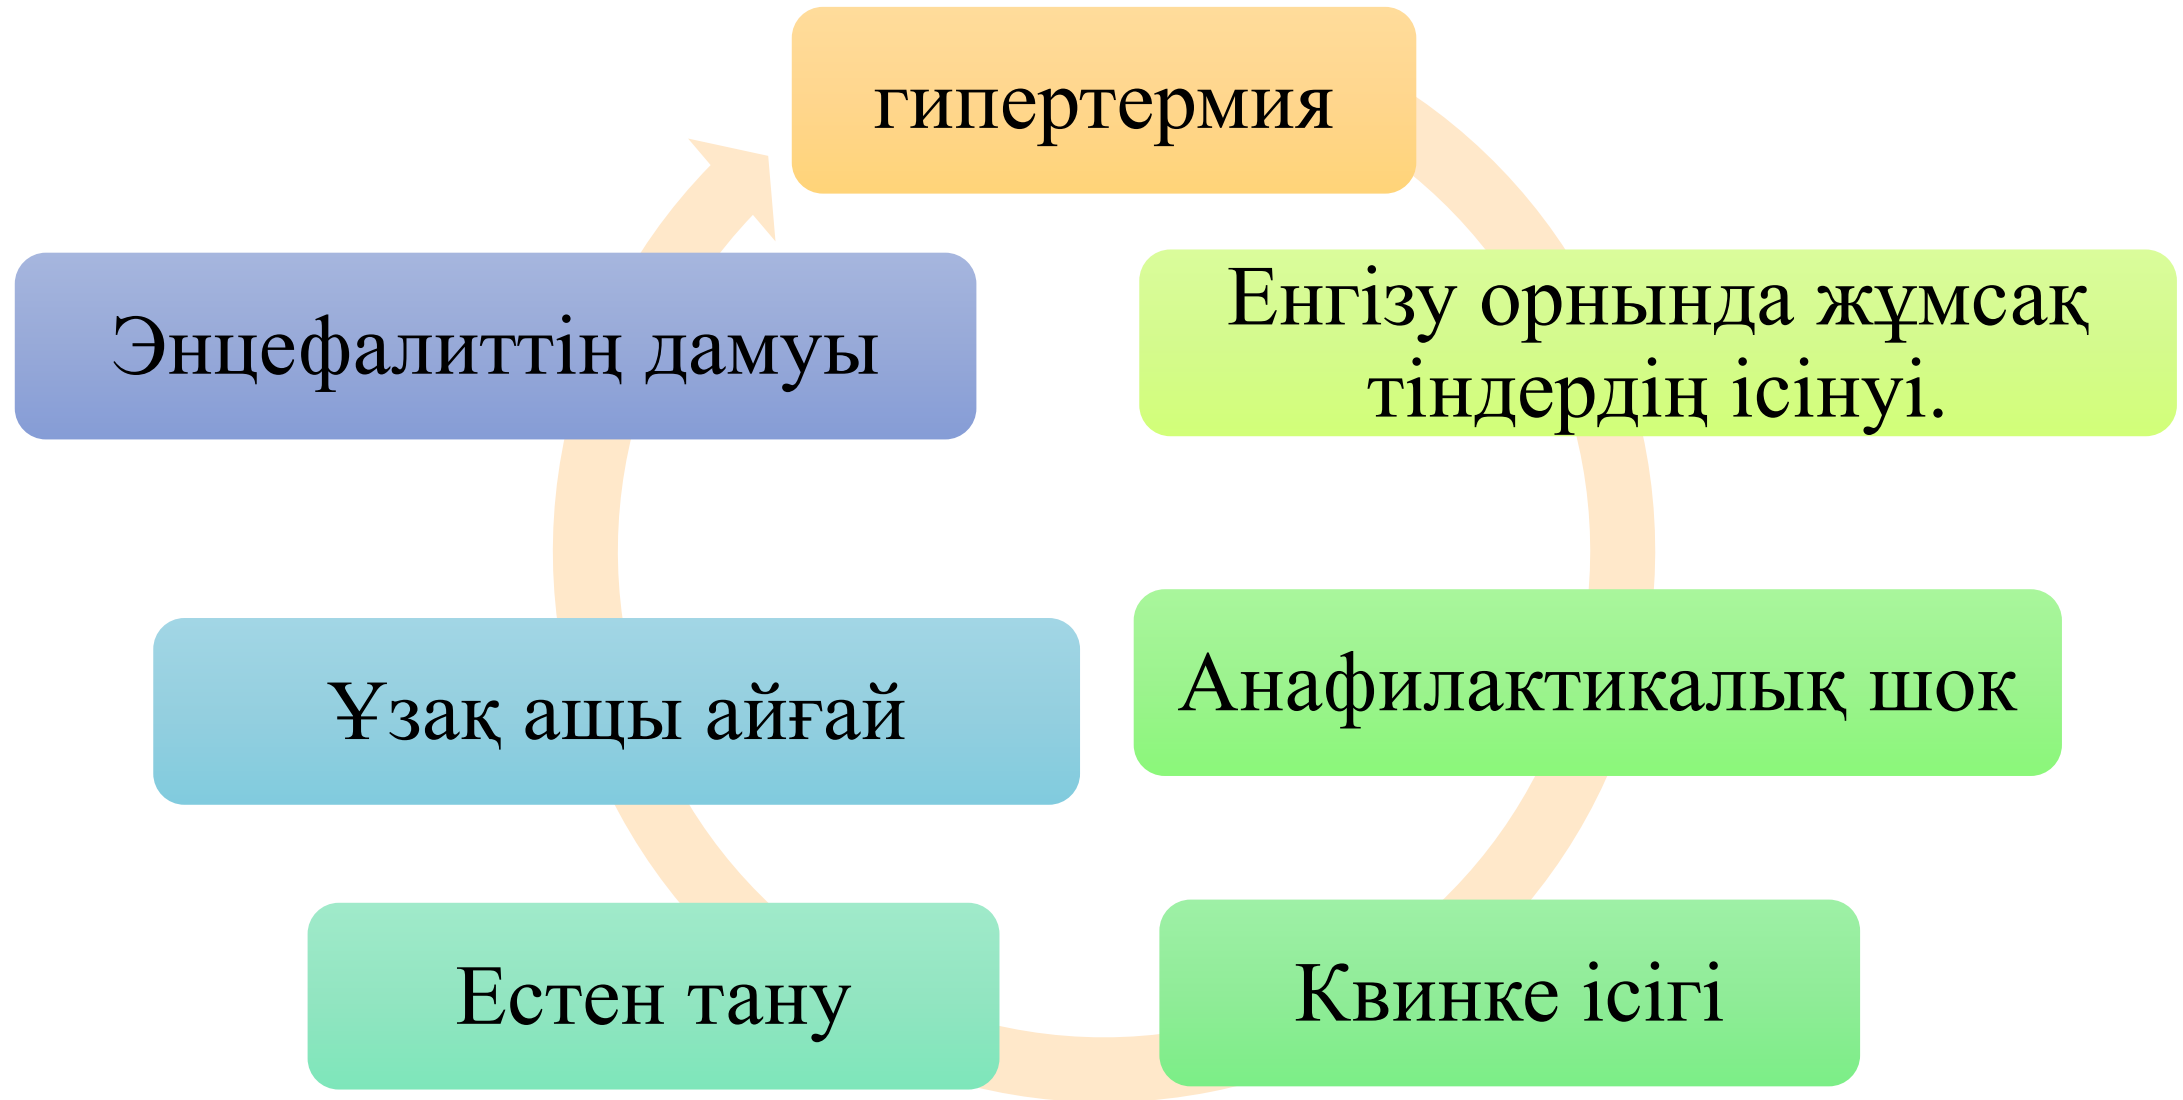 гипертермия
Енгізу орнында жұмсақ
тіндердің ісінуі.
Анафилактикалық шок
Квинке ісігі
Естен тану
Ұзақ ащы айғай
Энцефалиттің дамуы